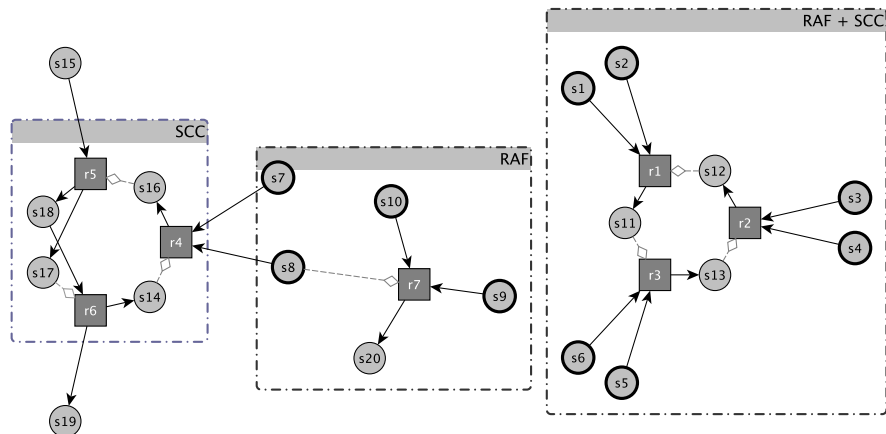 RAF + SCC
s15
s2
s1
SCC
RAF
r5
s16
s7
r1
s12
s18
s10
s3
r4
s11
r2
s17
s8
s4
s14
r7
s9
r3
s13
r6
s20
s6
s5
s19